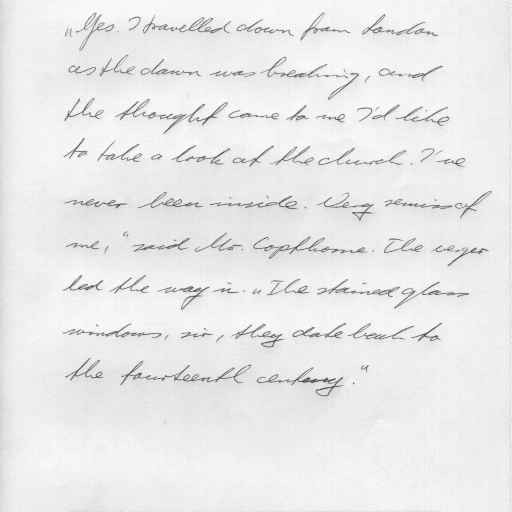 „Yes. I travelled down from London
as the dawn was breaking, and
the thought came to me I'd like
to take a look at the church. I've
never been inside. Very remiss of
me," said Mr. Copthorne. The verger
led the way in. „The stained glass
windows, sir, they date back to
the fourteenth century."